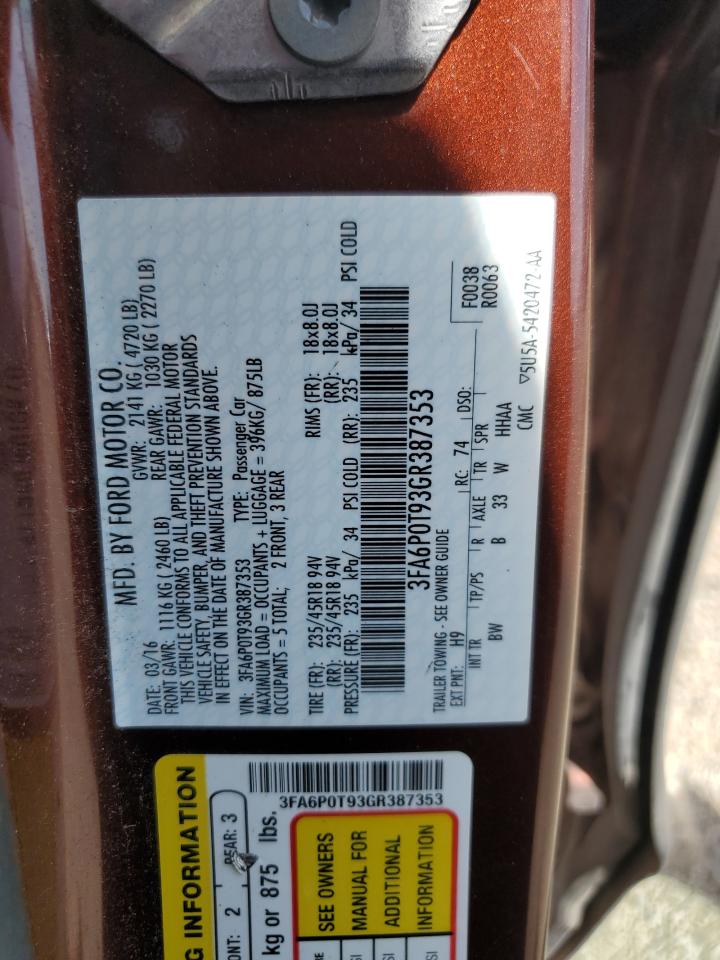 MFD. BY FORD MOTOR CO.
DATE: 03/16 GVWR: 2141 KG ( 4720 LB)
FRONT GAWR: 1116 KG ( 2460 LB) REAR GAWR: 1030 KG ( 2270 LB)
THIS VEHICLE CONFORMS TO ALL APPLICABLE FEDERAL MOTOR
VEHICLE SAFETY, BUMPER, AND THEFT PREVENTION STANDARDS
IN EFFECT ON THE DATE OF MANUFACTURE SHOWN ABOVE.
VIN: 3FA6P0T93GR387353 TYPE: Passenger Car
MAXIMUM LOAD = OCCUPANTS + LUGGAGE = 396KG/ 875LB
OCCUPANTS = 5 TOTAL: 2 FRONT, 3 REAR
TIRE (FR): 235/45R18 94V RIMS (FR): 18x8.0J
(RR): 235/45R18 94V (RR): 18x8.0J
PRESSURE (FR): 235 kPa/ 34 PSI COLD (RR): 235 kPa/ 34 PSI COLD
3FA6P0T93GR387353
TRAILER TOWING - SEE OWNER GUIDE
F0038
R0063
EXT PNT: H9 RC: 74 DSO:
INT TR TP/PS R AXLE TR SPR
BW B 33 W HHAA
CMC ▽5U5A-5420472-AA
G INFORMATION
ONT: 2 REAR: 3
kg or 875 lbs.
3FA6P0T93GR387353
SEE OWNERS
MANUAL FOR
ADDITIONAL
INFORMATION